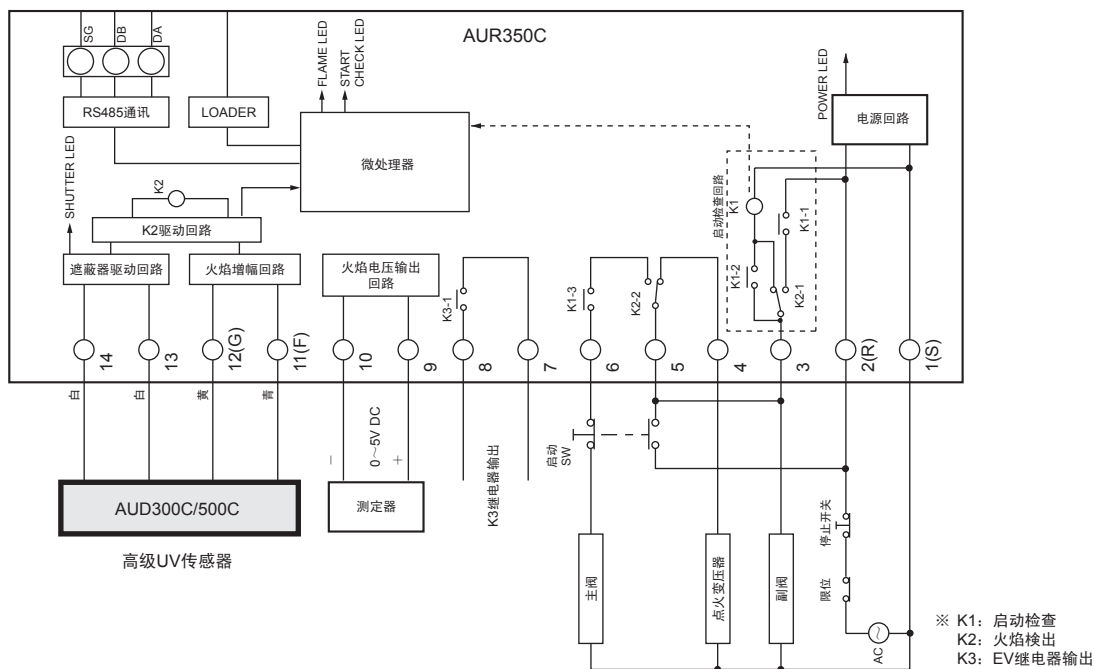 AUR350C
SG
DB
DA
RS485通讯
LOADER
FLAME LED
START
CHECK LED
POWER LED
电源回路
微处理器
SHUTTER LED
K2
K2驱动回路
遮蔽器驱动回路
火焰增幅回路
火焰电压输出
回路
启动检查回路
K1
K1-1
K1-2
K2-1
K3-1
K1-3
K2-2
14
13
12(G)
11(F)
10
9
8
7
6
5
4
3
2(R)
1(S)
白
白
黄
青
−
0～5V DC
+
K3继电器输出
启动
SW
AUD300C/500C
高级UV传感器
测定器
主阀
点火变压器
副阀
停止开关
限位
AC
※ K1：启动检查
K2：火焰検出
K3：EV继电器输出